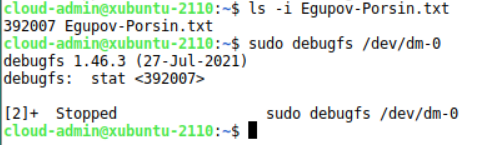 cloud-admin@xubuntu-2110:~$ ls -i Egupov-Porsin.txt
392007 Egupov-Porsin.txt
cloud-admin@xubuntu-2110:~$ sudo debugfs /dev/dm-0
debugfs 1.46.3 (27-Jul-2021)
debugfs:  stat <392007>
[2]+  Stopped                 sudo debugfs /dev/dm-0
cloud-admin@xubuntu-2110:~$